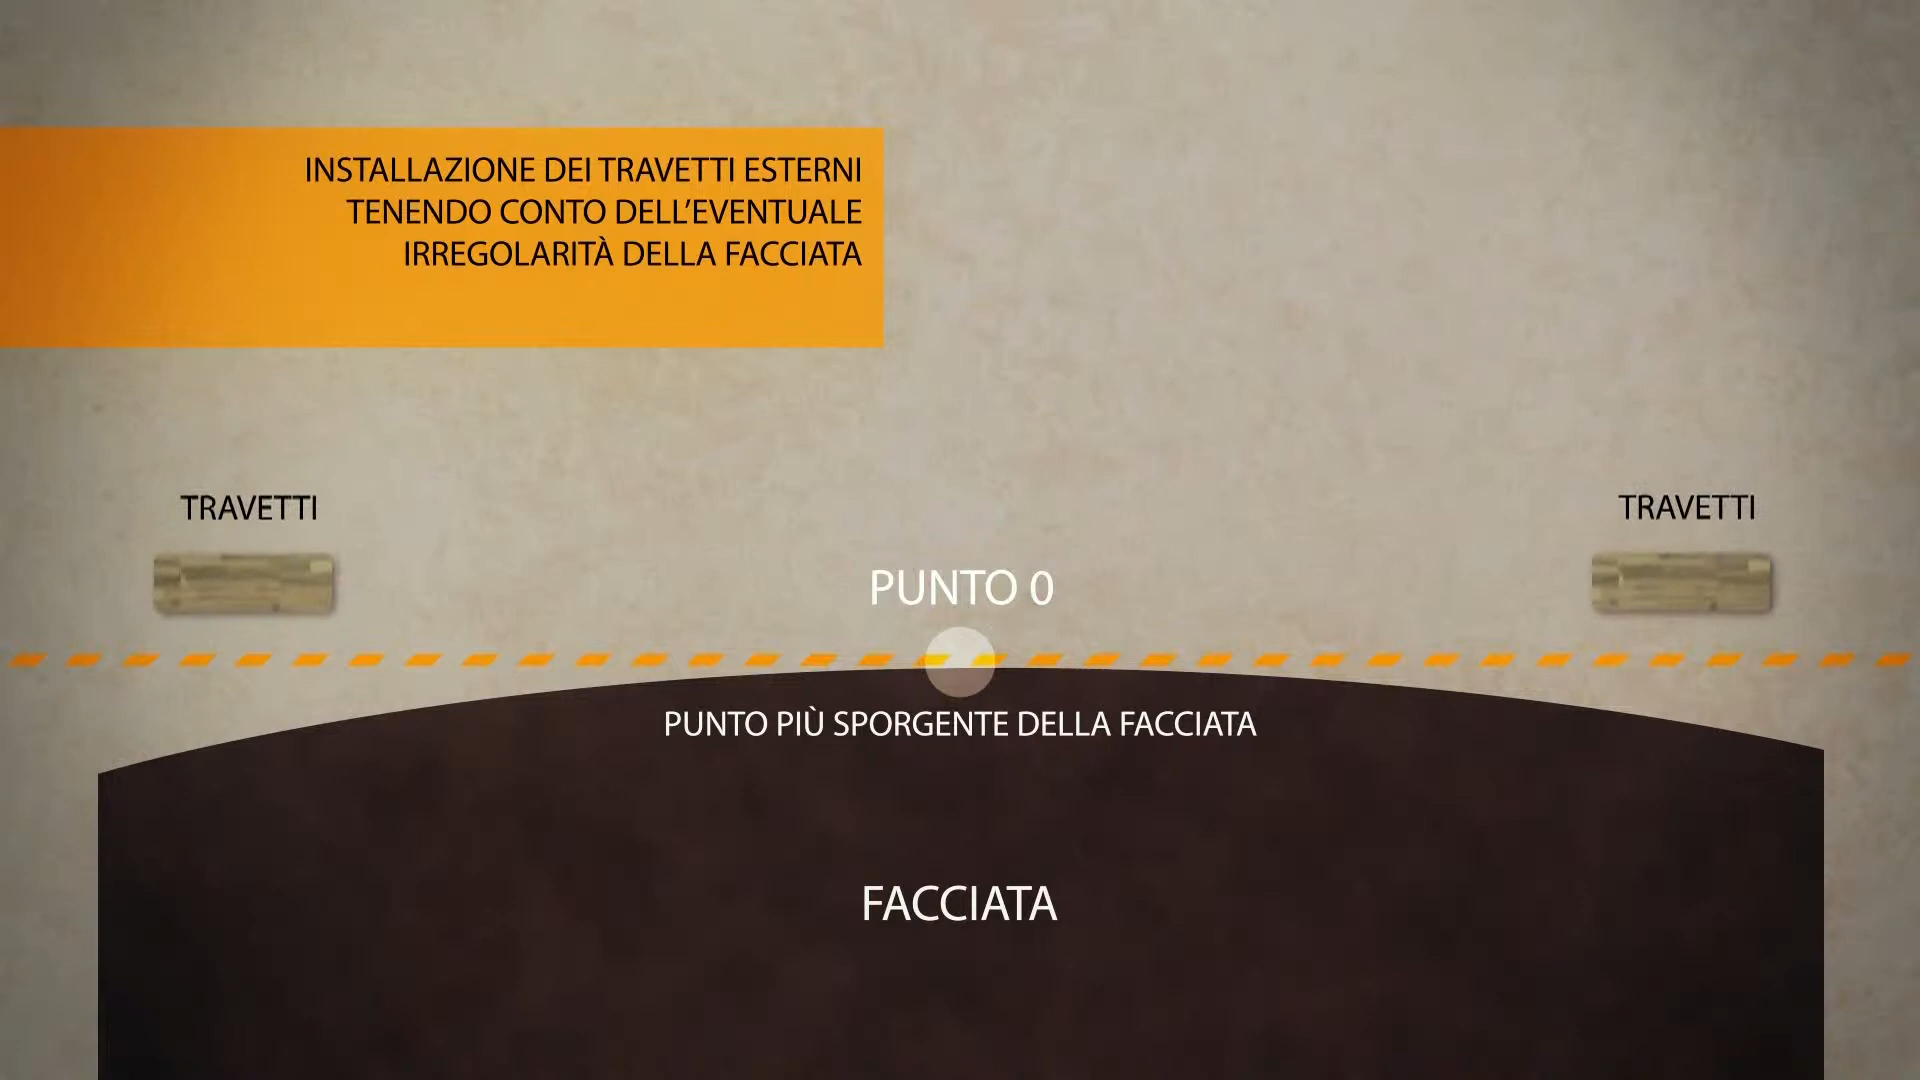 INSTALLAZIONE DEI TRAVETTI ESTERNI
TENENDO CONTO DELL’EVENTUALE
IRREGOLARITÀ DELLA FACCIATA
TRAVETTI
TRAVETTI
PUNTO 0
PUNTO PIÙ SPORGENTE DELLA FACCIATA
FACCIATA